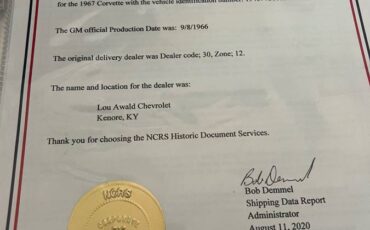 for the 1967 Corvette with the vehicle identification number
The GM official Production Date was: 9/8/1966
The original delivery dealer was Dealer code; 30, Zone; 12.
The name and location for the dealer was:
Lou Awald Chevrolet
Kenore, KY
Thank you for choosing the NCRS Historic Document Services.
Bob Demmel
Bob Demmel
Shipping Data Report
Administrator
August 11, 2020
NCRS